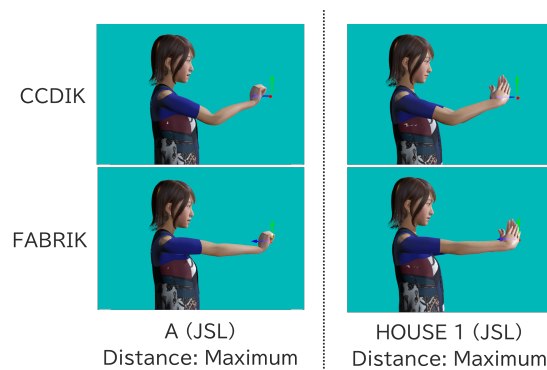 CCDIK
FABRIK
A (JSL)
Distance: Maximum
HOUSE 1 (JSL)
Distance: Maximum